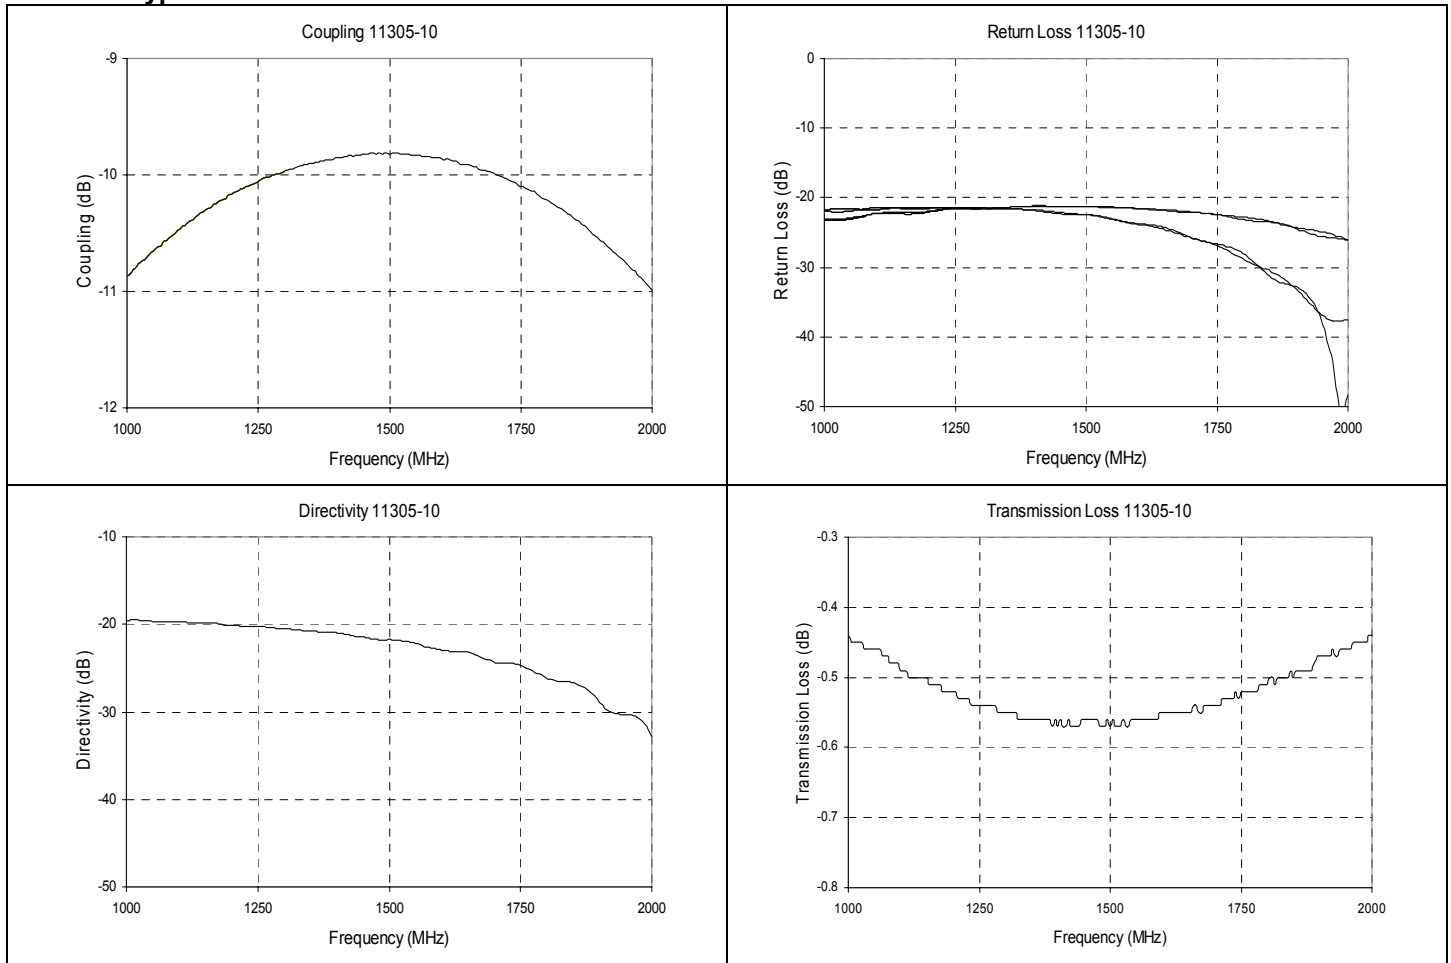 Coupling 11305-10
-9
-10
-11
-12
Coupling (dB)
1000 1250 1500 1750 2000
Frequency (MHz)
Return Loss 11305-10
0
-10
-20
-30
-40
-50
Return Loss (dB)
1000 1250 1500 1750 2000
Frequency (MHz)
Directivity 11305-10
-10
-20
-30
-40
-50
Directivity (dB)
1000 1250 1500 1750 2000
Frequency (MHz)
Transmission Loss 11305-10
-0.3
-0.4
-0.5
-0.6
-0.7
-0.8
Transmission Loss (dB)
1000 1250 1500 1750 2000
Frequency (MHz)